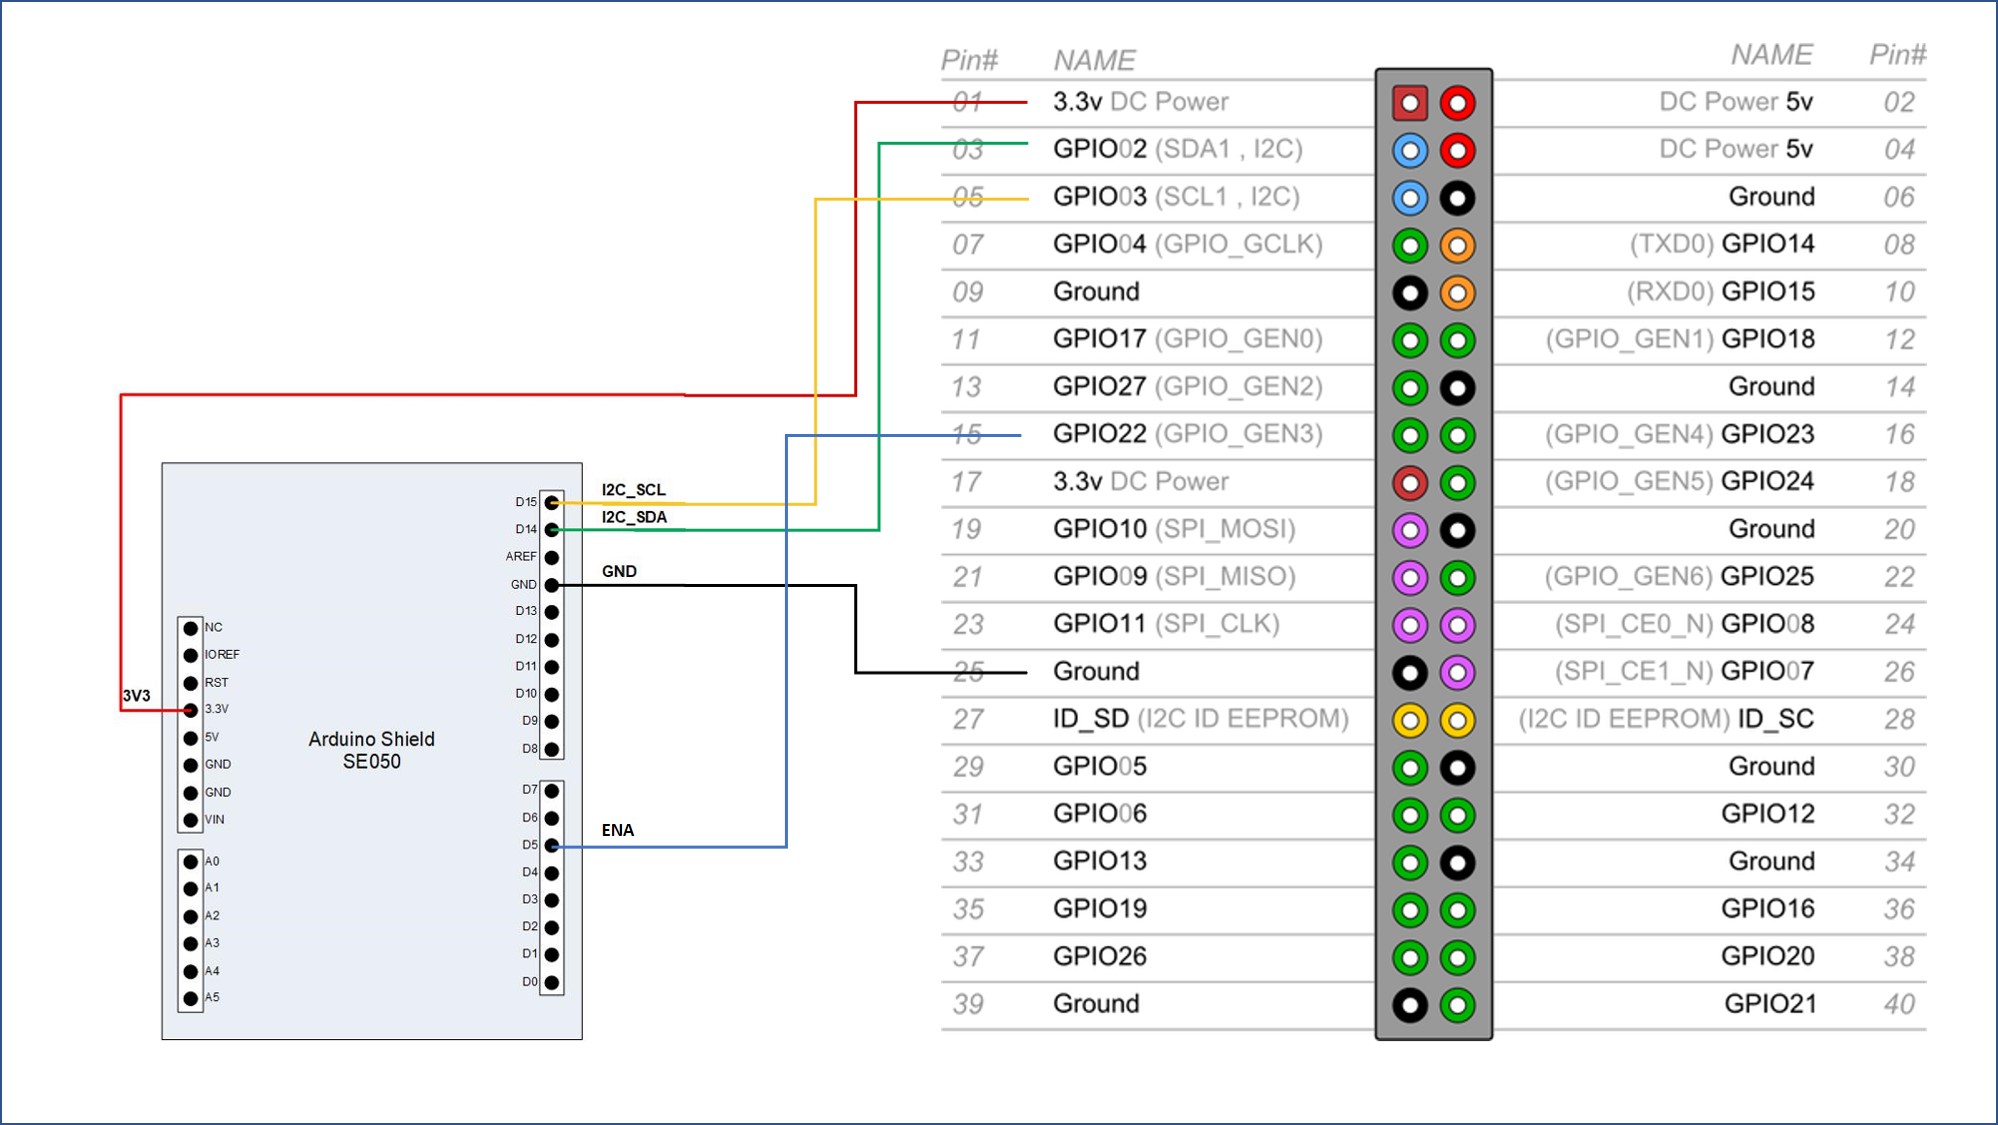 Pin# NAME NAME Pin#
01 3.3v DC Power DC Power 5v 02
03 GPIO02 (SDA1 , I2C) DC Power 5v 04
05 GPIO03 (SCL1 , I2C) Ground 06
07 GPIO04 (GPIO_GCLK) (TXD0) GPIO14 08
09 Ground (RXD0) GPIO15 10
11 GPIO17 (GPIO_GEN0) (GPIO_GEN1) GPIO18 12
13 GPIO27 (GPIO_GEN2) Ground 14
15 GPIO22 (GPIO_GEN3) (GPIO_GEN4) GPIO23 16
17 3.3v DC Power (GPIO_GEN5) GPIO24 18
19 GPIO10 (SPI_MOSI) Ground 20
21 GPIO09 (SPI_MISO) (GPIO_GEN6) GPIO25 22
23 GPIO11 (SPI_CLK) (SPI_CE0_N) GPIO08 24
25 Ground (SPI_CE1_N) GPIO07 26
27 ID_SD (I2C ID EEPROM) (I2C ID EEPROM) ID_SC 28
29 GPIO05 Ground 30
31 GPIO06 GPIO12 32
33 GPIO13 Ground 34
35 GPIO19 GPIO16 36
37 GPIO26 GPIO20 38
39 Ground GPIO21 40
3V3
NC
IOREF
RST
3.3V
5V
GND
GND
VIN
A0
A1
A2
A3
A4
A5
Arduino Shield
SE050
D15
D14
AREF
GND
D13
D12
D11
D10
D9
D8
D7
D6
D5
D4
D3
D2
D1
D0
I2C_SCL
I2C_SDA
GND
ENA